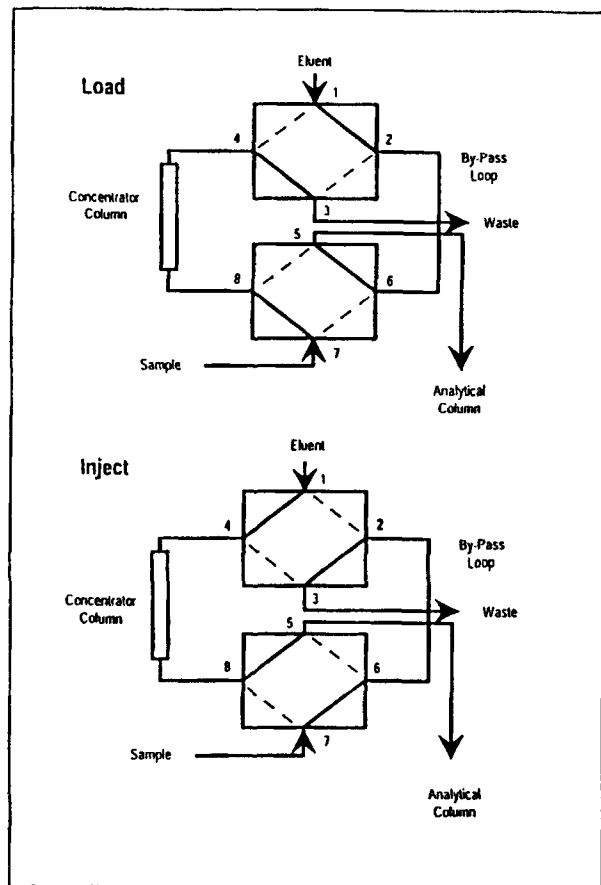 Load
Eluent
1
4
2
By-Pass
Loop
Concentrator
Column
3
Waste
5
8
6
Sample
7
Analytical
Column
Inject
Eluent
1
4
2
By-Pass
Loop
Concentrator
Column
3
Waste
5
8
6
Sample
7
Analytical
Column